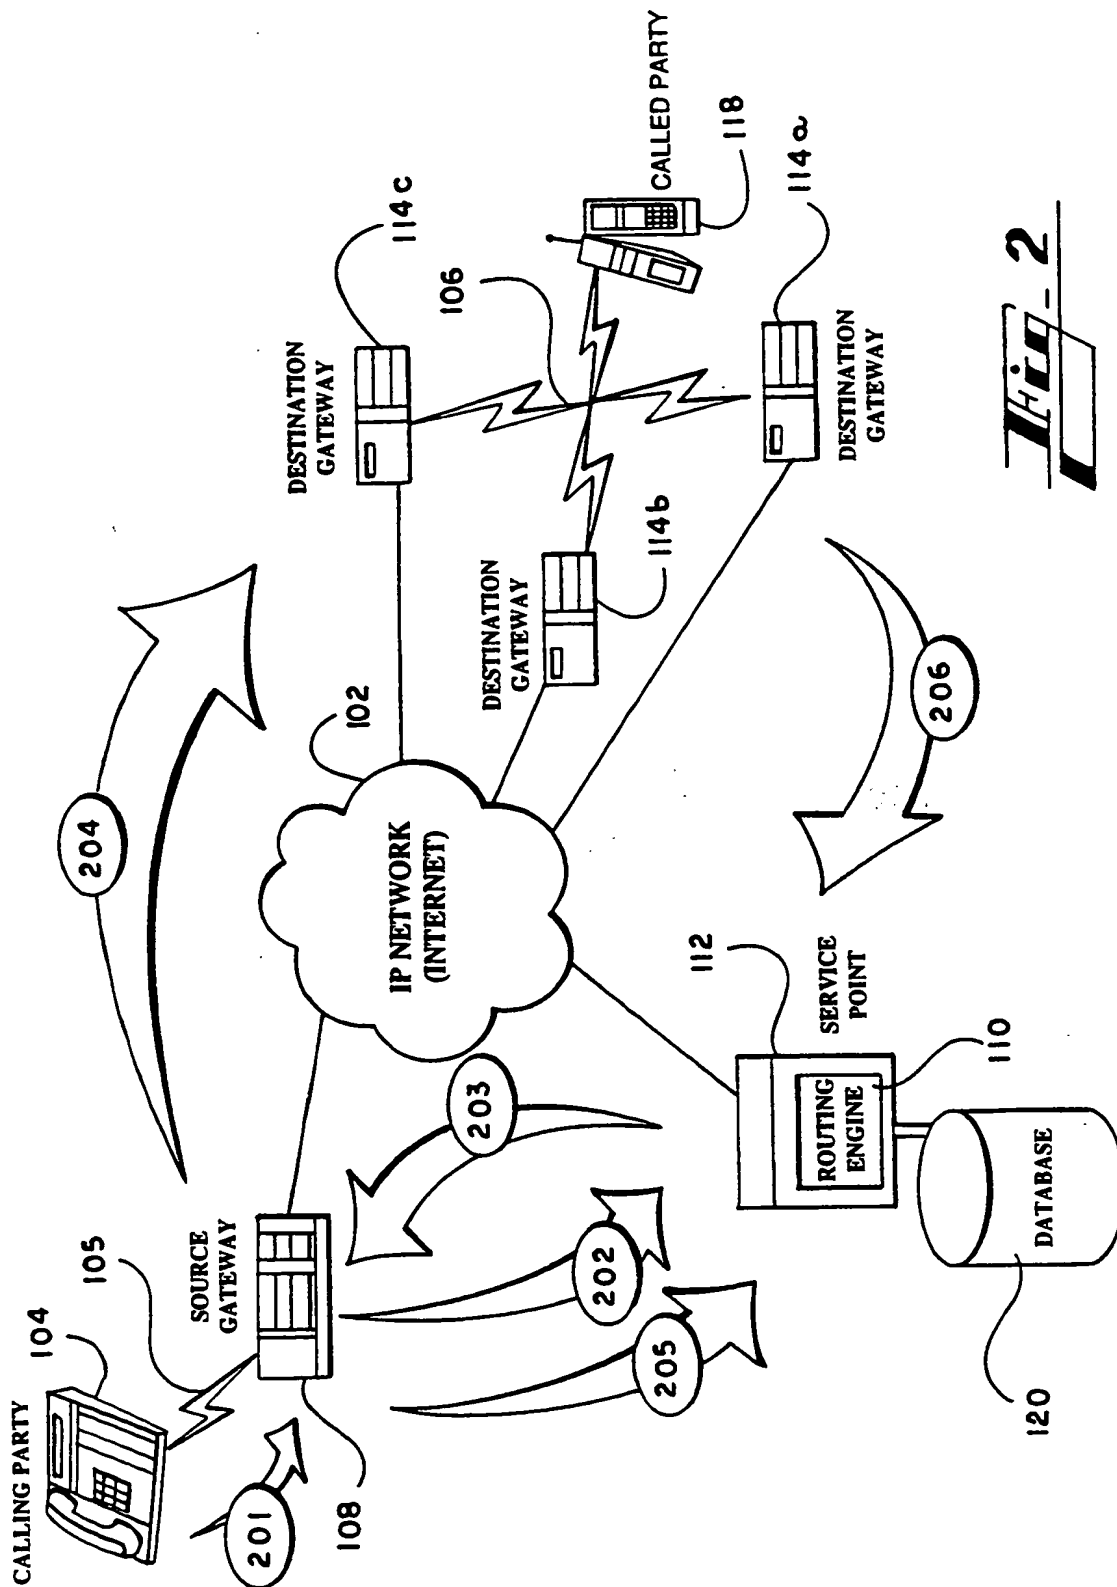 CALLING PARTY
104
105
201
108
SOURCE
GATEWAY
204
203
202
205
102
IP NETWORK
(INTERNET)
DESTINATION
GATEWAY
114c
DESTINATION
GATEWAY
114b
106
CALLED PARTY
118
DESTINATION
GATEWAY
114a
206
112
SERVICE
POINT
ROUTING
ENGINE
110
DATABASE
120
Fig_2